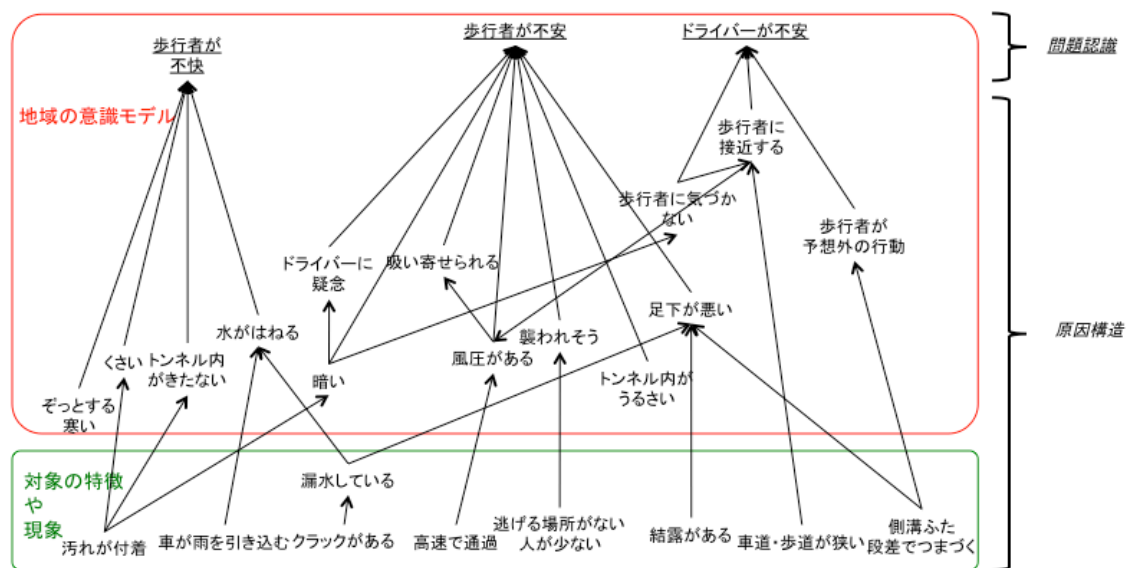 歩行者が
不快
歩行者が不安
ドライバーが不安
問題認識
地域の意識モデル
歩行者に
接近する
歩行者に気づか
ない
歩行者が
予想外の行動
ドライバーに
疑念
吸い寄せられる
足下が悪い
水がはねる
襲われそう
風圧がある
原因構造
くさい
トンネル内
がきたない
暗い
トンネル内が
うるさい
ぞっとする
寒い
対象の特徴
や
現象
漏水している
汚れが付着
車が雨を引き込む
クラックがある
高速で通過
逃げる場所がない
人が少ない
結露がある
車道・歩道が狭い
側溝ふた
段差でつまづく